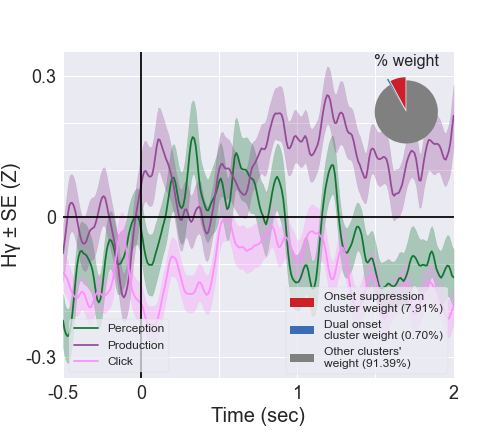 % weight
0.3
0
-0.3
Hγ ± SE (Z)
Perception
Production
Click
Onset suppression
cluster weight (7.91%)
Dual onset
cluster weight (0.70%)
Other clusters'
weight (91.39%)
-0.5
0
1
2
Time (sec)